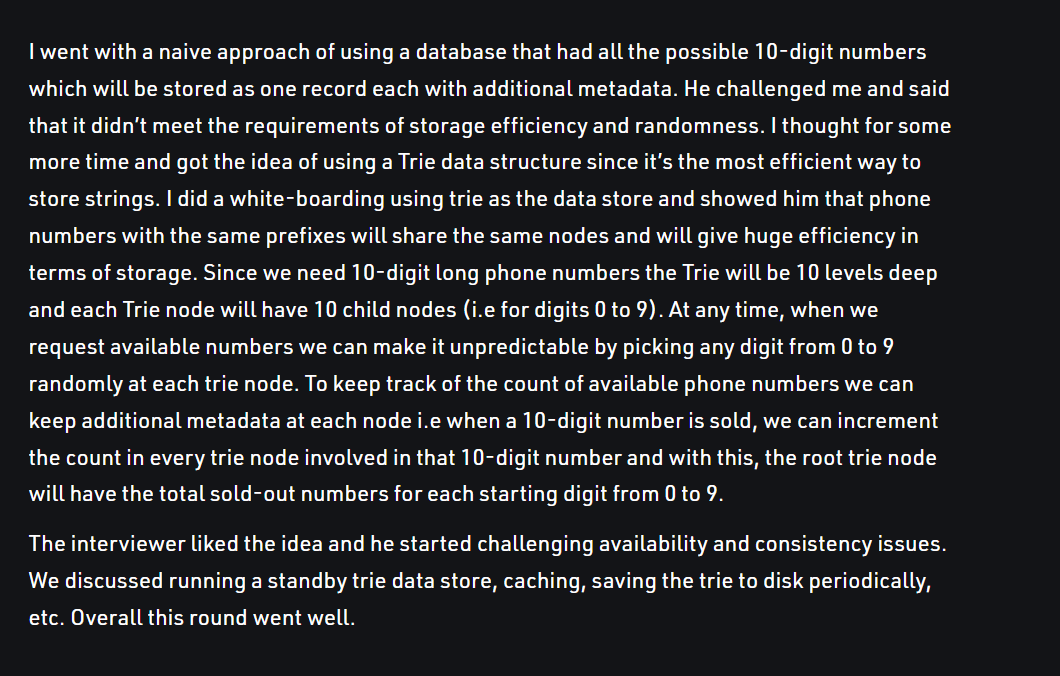 I went with a naive approach of using a database that had all the possible 10-digit numbers
which will be stored as one record each with additional metadata. He challenged me and said
that it didn’t meet the requirements of storage efficiency and randomness. I thought for some
more time and got the idea of using a Trie data structure since it’s the most efficient way to
store strings. I did a white-boarding using trie as the data store and showed him that phone
numbers with the same prefixes will share the same nodes and will give huge efficiency in
terms of storage. Since we need 10-digit long phone numbers the Trie will be 10 levels deep
and each Trie node will have 10 child nodes (i.e for digits 0 to 9). At any time, when we
request available numbers we can make it unpredictable by picking any digit from 0 to 9
randomly at each trie node. To keep track of the count of available phone numbers we can
keep additional metadata at each node i.e when a 10-digit number is sold, we can increment
the count in every trie node involved in that 10-digit number and with this, the root trie node
will have the total sold-out numbers for each starting digit from 0 to 9.
The interviewer liked the idea and he started challenging availability and consistency issues.
We discussed running a standby trie data store, caching, saving the trie to disk periodically,
etc. Overall this round went well.